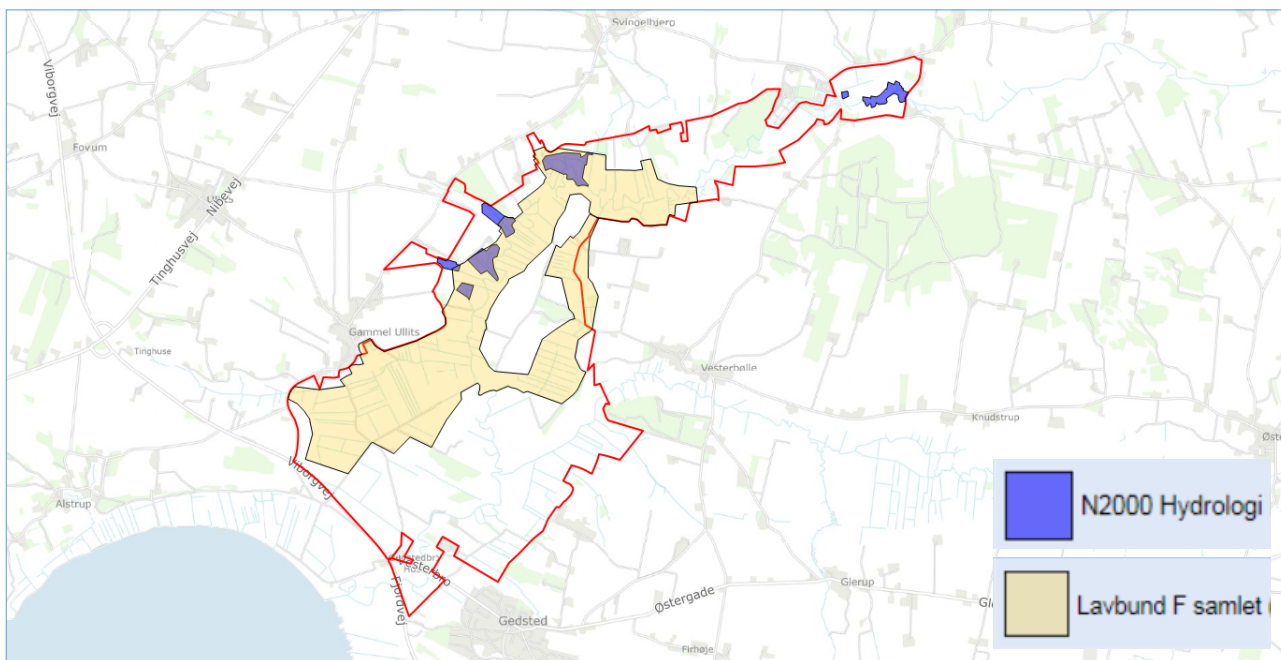 Svingelbjerg
Viborgvej
Fovum
Nibevej
Tinghusvej
Gammel Ullits
Tinghuse
Vesterbølle
Knudstrup
Viborgvej
Alstrup
N2000 Hydrologi
Lavbund F samlet (
Vesterbro
Fjordvej
Østergade
Glerup
Gedsted
Firhøje